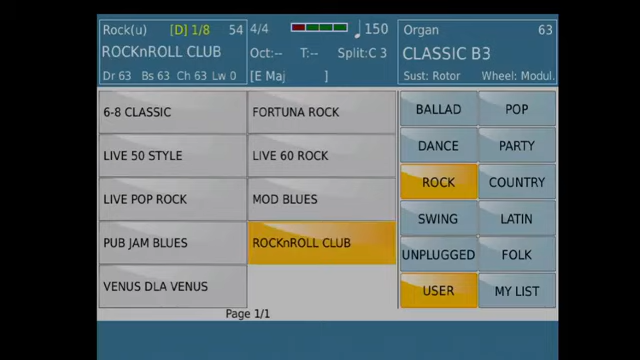 Rock(u) [D] 1/8 54
ROCKnROLL CLUB
Dr 63 Bs 63 Ch 63 Lw 0
4/4 150
Oct:-- T:-- Split:C 3
[E Maj ]
Organ 63
CLASSIC B3
Sust: Rotor Wheel: Modul.
6-8 CLASSIC FORTUNA ROCK
LIVE 50 STYLE LIVE 60 ROCK
LIVE POP ROCK MOD BLUES
PUB JAM BLUES ROCKnROLL CLUB
VENUS DLA VENUS
Page 1/1
BALLAD POP
DANCE PARTY
ROCK COUNTRY
SWING LATIN
UNPLUGGED FOLK
USER MY LIST